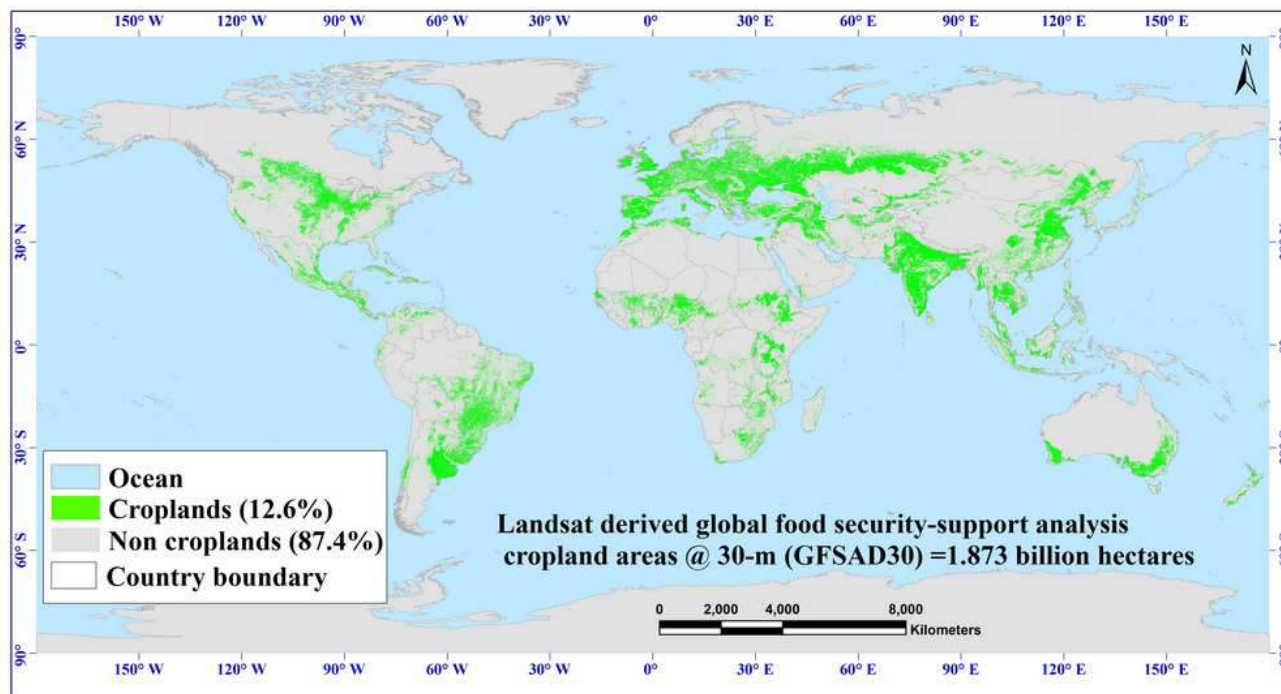 150° W 120° W 90° W 60° W 30° W 0° 30° E 60° E 90° E 120° E 150° E
90°
N
60° N
30° N
0°
30° S
60° S
90°
Ocean
Croplands (12.6%)
Non croplands (87.4%)
Country boundary
Landsat derived global food security-support analysis
cropland areas @ 30-m (GFSAD30) =1.873 billion hectares
0 2,000 4,000 8,000
Kilometers
150° W 120° W 90° W 60° W 30° W 0° 30° E 60° E 90° E 120° E 150° E